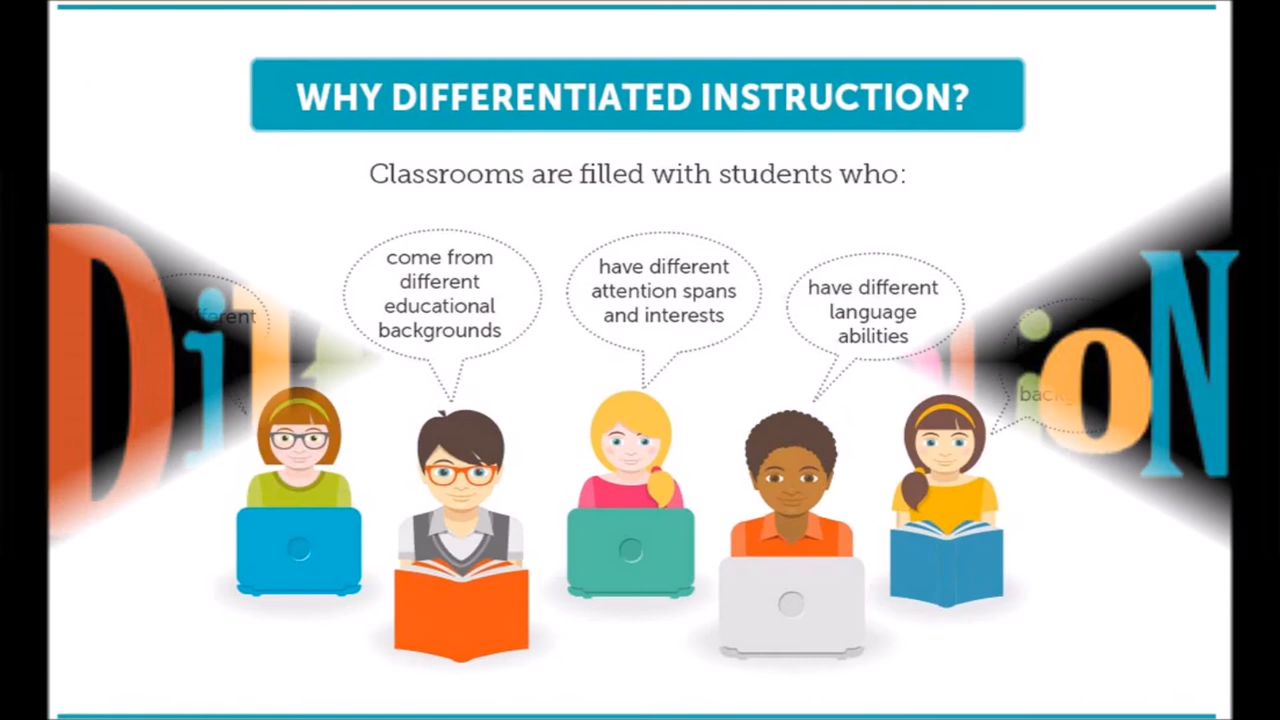 WHY DIFFERENTIATED INSTRUCTION?
Classrooms are filled with students who:
come from
different
educational
backgrounds
have different
attention spans
and interests
have different
language
abilities